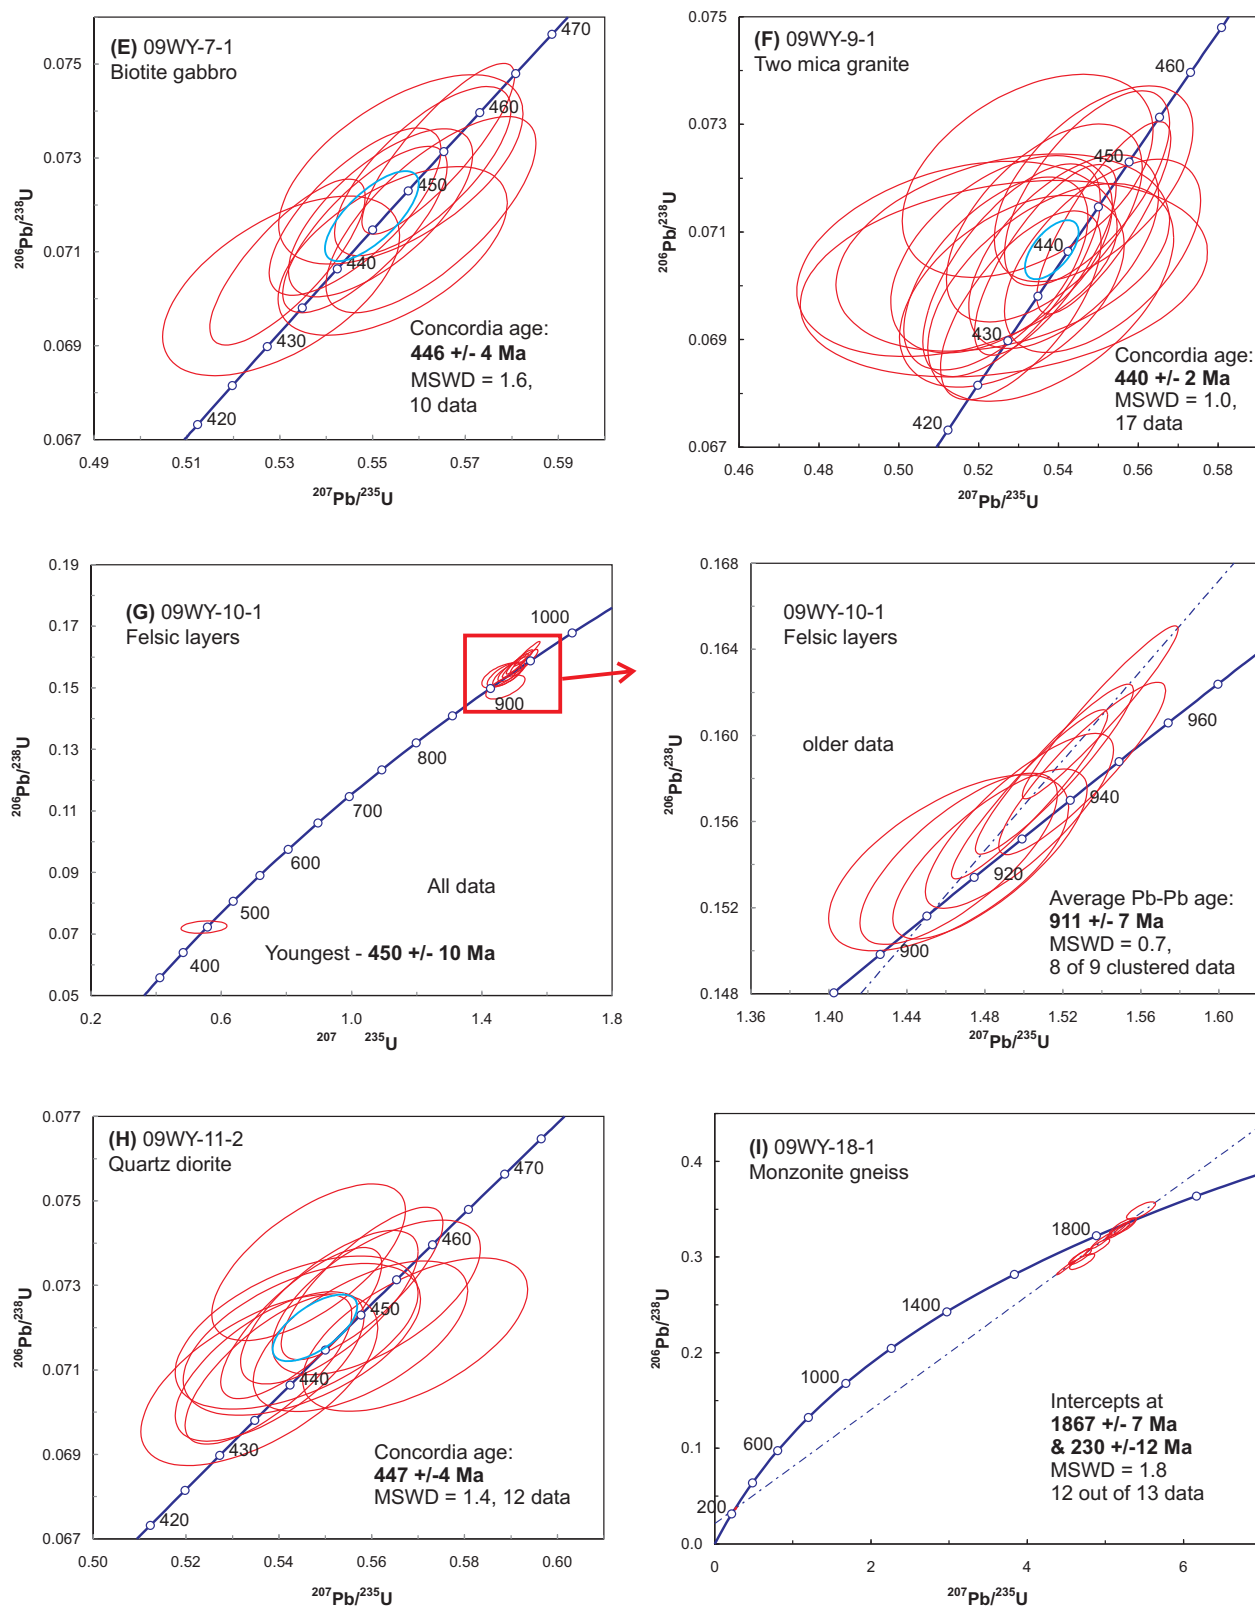 (E) 09WY-7-1
Biotite gabbro
0.075
0.073
0.071
0.069
0.067
0.49
0.51
0.53
0.55
0.57
0.59
470
460
450
440
430
420
Concordia age:
446 +/- 4 Ma
MSWD = 1.6,
10 data
206Pb/238U
207Pb/235U
(F) 09WY-9-1
Two mica granite
0.075
0.073
0.071
0.069
0.067
0.46
0.48
0.50
0.52
0.54
0.56
0.58
460
450
440
430
420
Concordia age:
440 +/- 2 Ma
MSWD = 1.0,
17 data
206Pb/238U
207Pb/235U
(G) 09WY-10-1
Felsic layers
0.19
0.17
0.15
0.13
0.11
0.09
0.07
0.05
0.2
0.6
1.0
1.4
1.8
1000
900
800
700
600
500
400
All data
Youngest - 450 +/- 10 Ma
206Pb/238U
207 235U
09WY-10-1
Felsic layers
older data
0.168
0.164
0.160
0.156
0.152
0.148
1.36
1.40
1.44
1.48
1.52
1.56
1.60
960
940
920
900
Average Pb-Pb age:
911 +/- 7 Ma
MSWD = 0.7,
8 of 9 clustered data
206Pb/238U
207Pb/235U
(H) 09WY-11-2
Quartz diorite
0.077
0.075
0.073
0.071
0.069
0.067
0.50
0.52
0.54
0.56
0.58
0.60
470
460
450
440
430
420
Concordia age:
447 +/-4 Ma
MSWD = 1.4, 12 data
206Pb/238U
207Pb/235U
(I) 09WY-18-1
Monzonite gneiss
0.4
0.3
0.2
0.1
0.0
0
2
4
6
1800
1400
1000
600
200
Intercepts at
1867 +/- 7 Ma
& 230 +/-12 Ma
MSWD = 1.8
12 out of 13 data
206Pb/238U
207Pb/235U